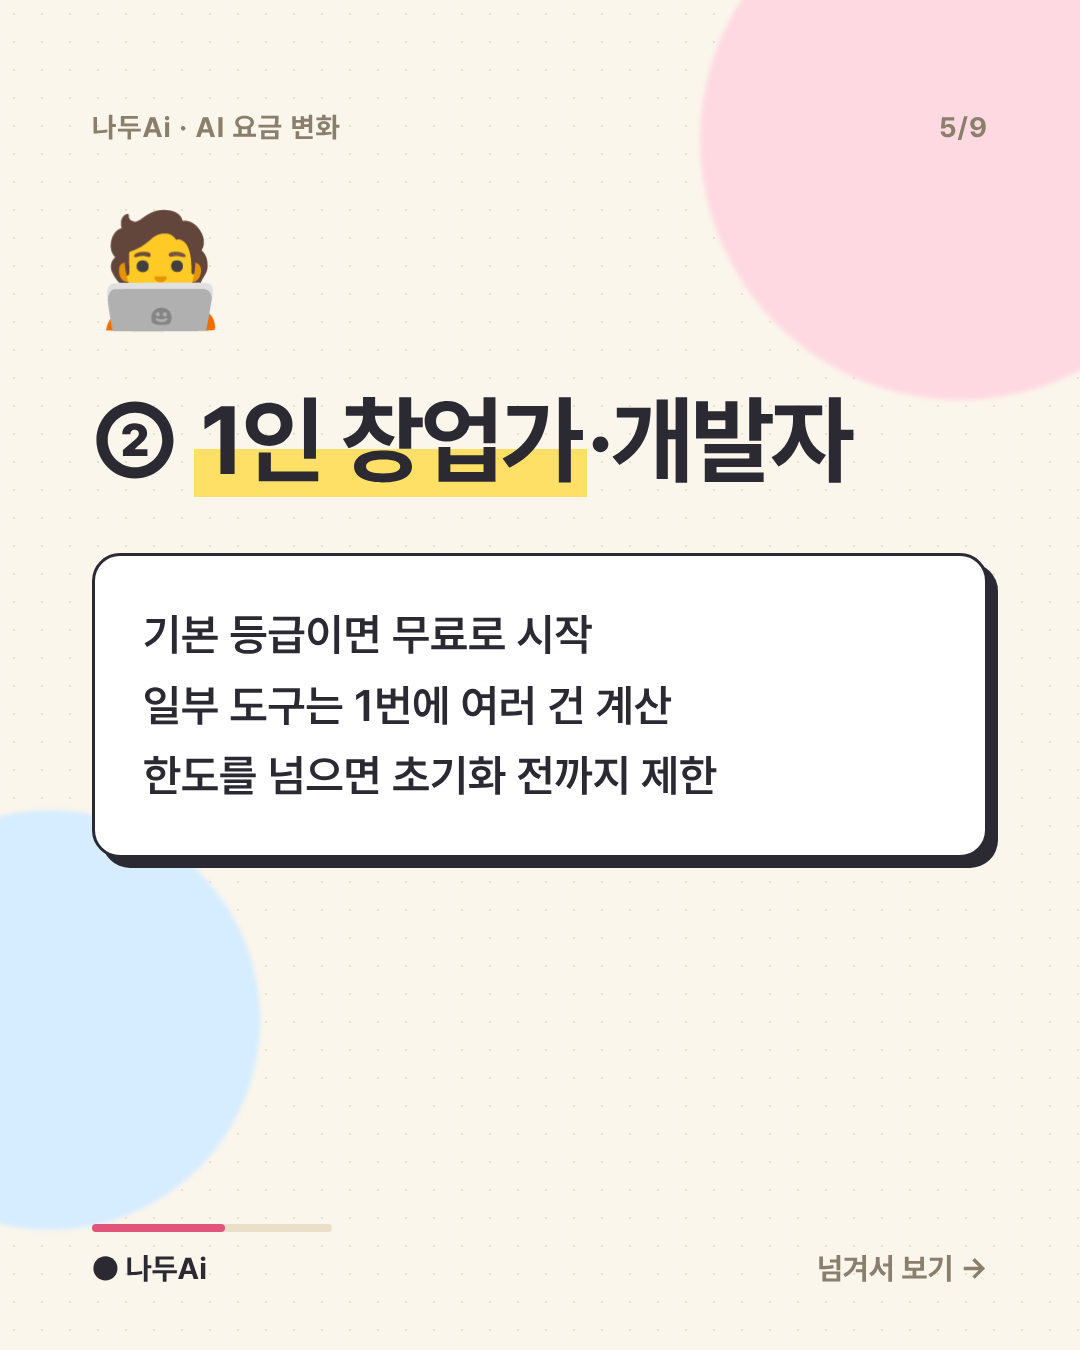 나두Ai · AI 요금 변화
5/9
② 1인 창업가·개발자
기본 등급이면 무료로 시작
일부 도구는 1번에 여러 건 계산
한도를 넘으면 초기화 전까지 제한
● 나두Ai
넘겨서 보기 →